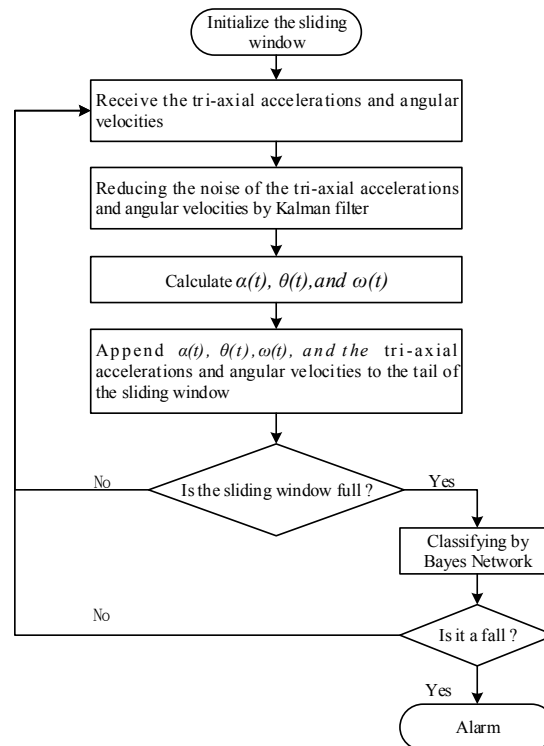 Initialize the sliding
window
Receive the tri-axial accelerations and angular
velocities
Reducing the noise of the tri-axial accelerations
and angular velocities by Kalman filter
Calculate α(t), θ(t),and ω(t)
Append α(t), θ(t),ω(t), and the tri-axial
accelerations and angular velocities to the tail of
the sliding window
Is the sliding window full ?
No
Yes
Classifying by
Bayes Network
No
Is it a fall ?
Yes
Alarm